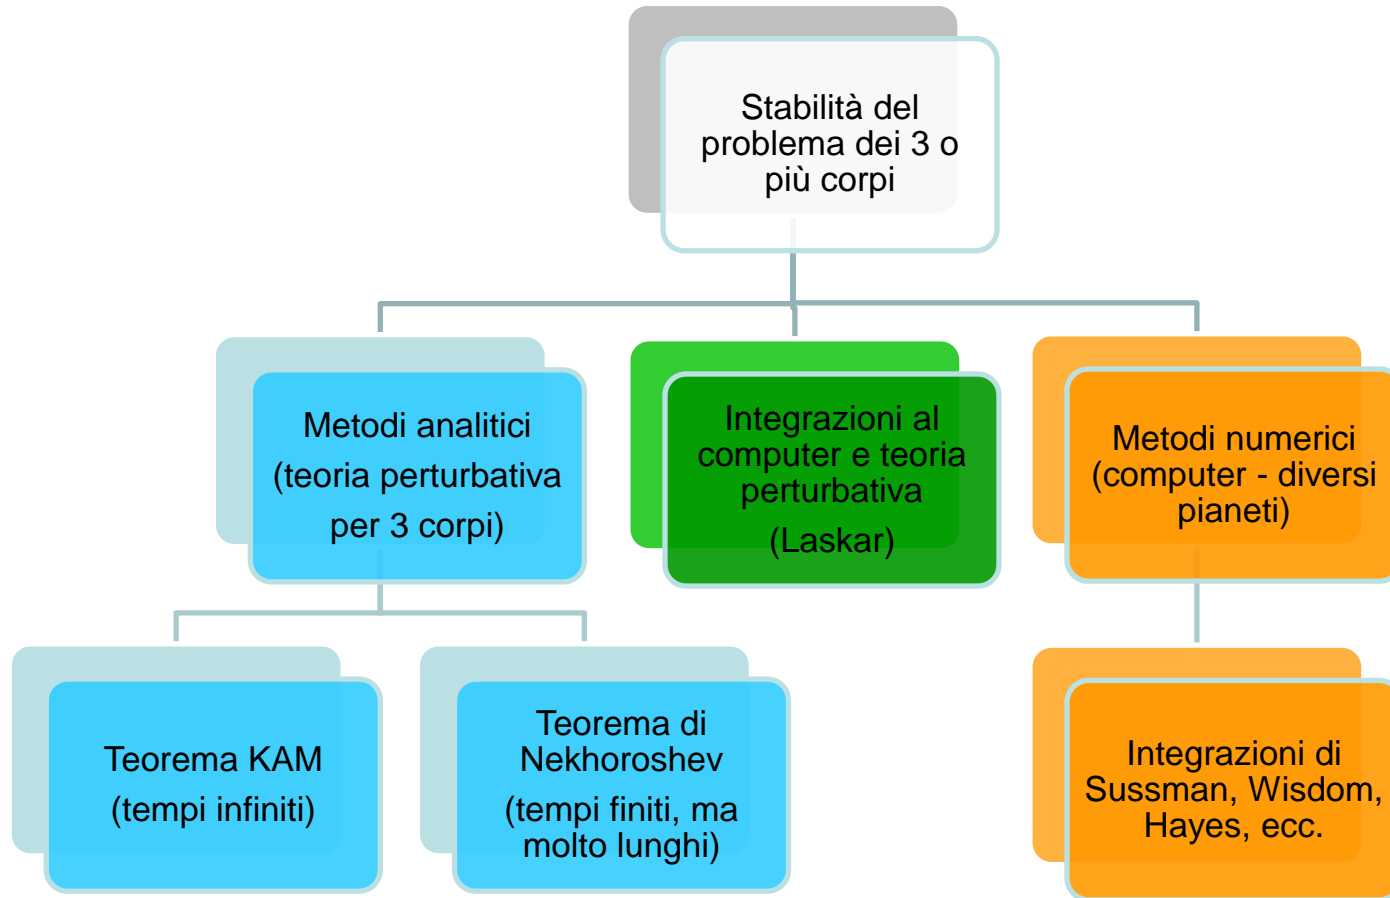 Stabilità del
problema dei 3 o
più corpi
Metodi analitici
(teoria perturbativa
per 3 corpi)
Integrazioni al
computer e teoria
perturbativa
(Laskar)
Metodi numerici
(computer - diversi
pianeti)
Teorema KAM
(tempi infiniti)
Teorema di
Nekhoroshev
(tempi finiti, ma
molto lunghi)
Integrazioni di
Sussman, Wisdom,
Hayes, ecc.